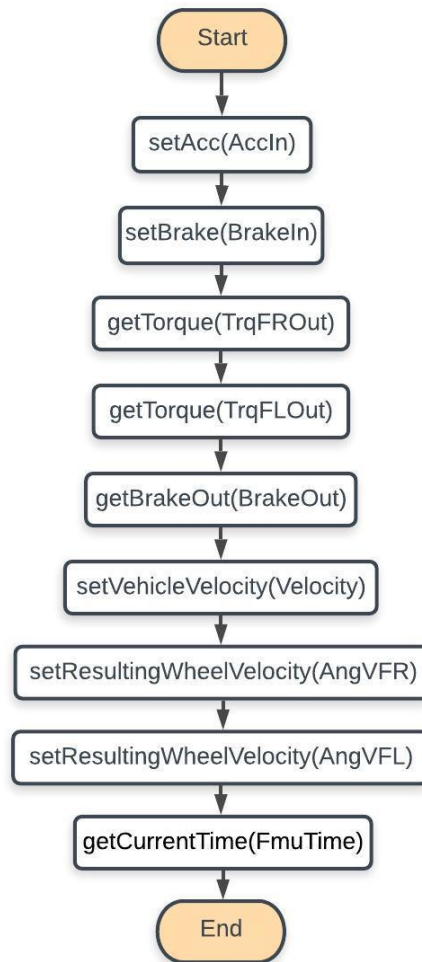 Start
setAcc(AccIn)
setBrake(BrakeIn)
getTorque(TrqFROut)
getTorque(TrqFLOut)
getBrakeOut(BrakeOut)
setVehicleVelocity(Velocity)
setResultingWheelVelocity(AngVFR)
setResultingWheelVelocity(AngVFL)
getCurrentTime(FmuTime)
End